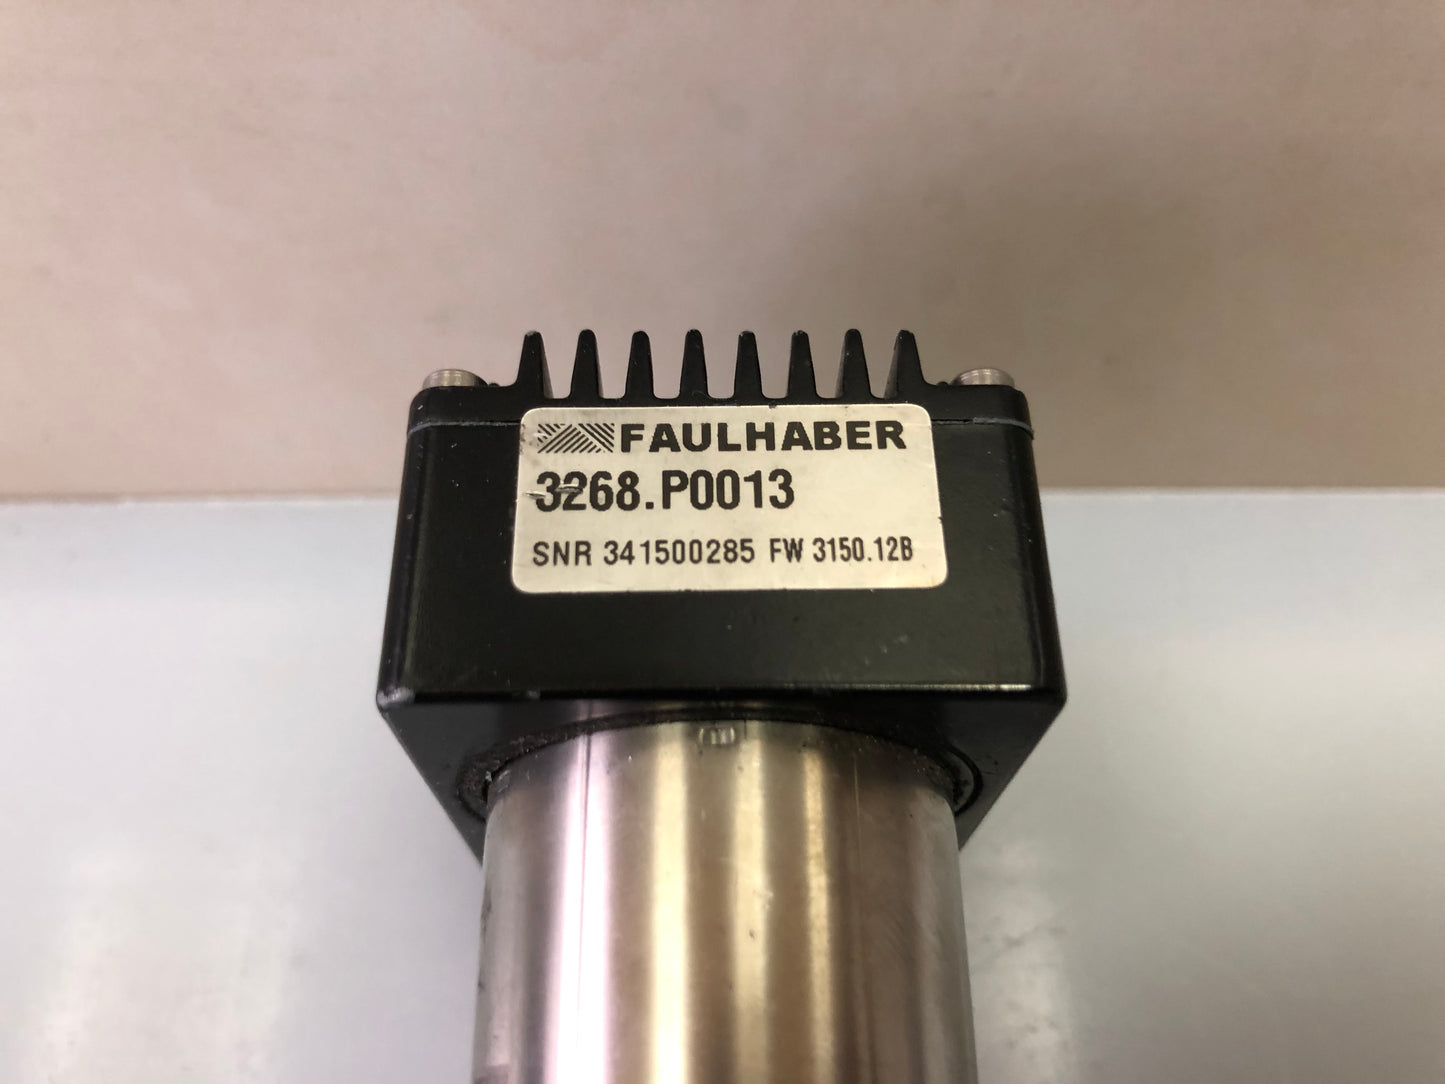 FAULHABER
3268.P0013
SNR 341500285 FW 3150.12B